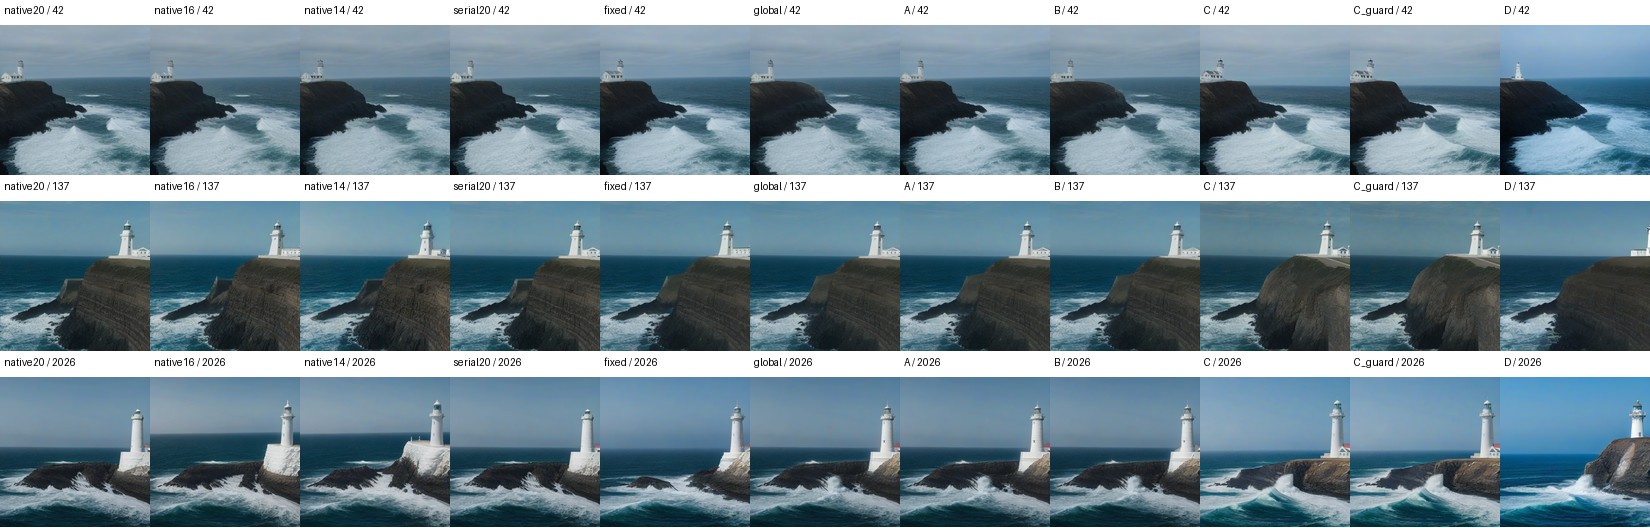 native20 / 42 native16 / 42 native14 / 42 serial20 / 42 fixed / 42 global / 42 A / 42 B / 42 C / 42 C_guard / 42 D / 42
native20 / 137 native16 / 137 native14 / 137 serial20 / 137 fixed / 137 global / 137 A / 137 B / 137 C / 137 C_guard / 137 D / 137
native20 / 2026 native16 / 2026 native14 / 2026 serial20 / 2026 fixed / 2026 global / 2026 A / 2026 B / 2026 C / 2026 C_guard / 2026 D / 2026